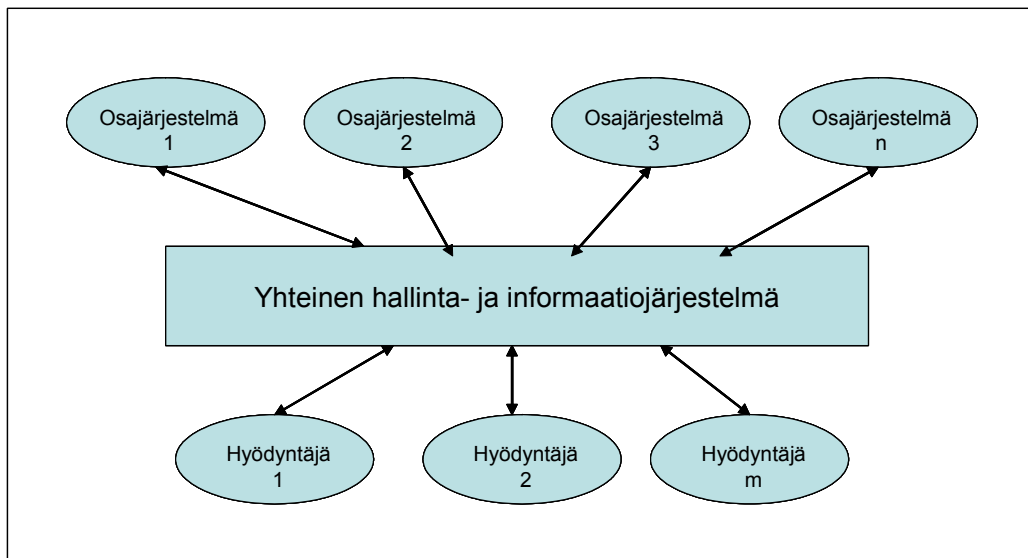 Osajärjestelmä
1
Osajärjestelmä
2
Osajärjestelmä
3
Osajärjestelmä
n
Yhteinen hallinta- ja informaatiojärjestelmä
Hyödyntäjä
1
Hyödyntäjä
2
Hyödyntäjä
m